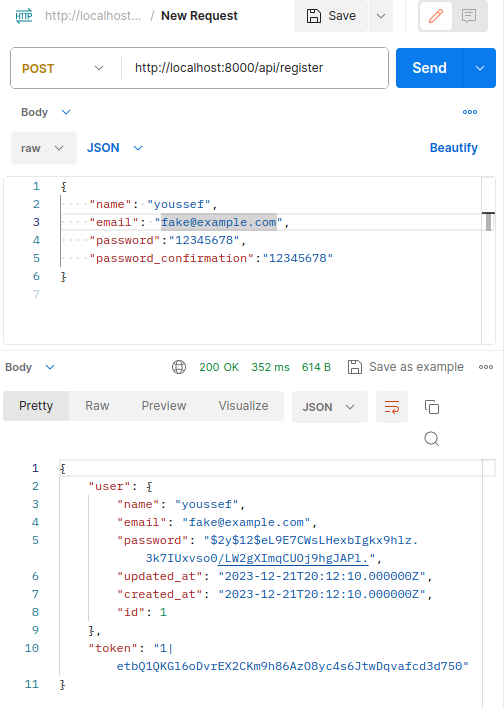 HTTP http://localhost... / New Request Save
POST http://localhost:8000/api/register Send
Body
raw JSON Beautify
1 {
2 "name": "youssef",
3 "email": "fake@example.com",
4 "password":"12345678",
5 "password_confirmation":"12345678"
6 }
7
Body 200 OK 352 ms 614 B Save as example
Pretty Raw Preview Visualize JSON
1 {
2 "user": {
3 "name": "youssef",
4 "email": "fake@example.com",
5 "password": "$2y$12$eL9E7CWsLHexbIgkx9hlz.
3k7IUxvso0/LW2gXImqCUOj9hgJAPl.",
6 "updated_at": "2023-12-21T20:12:10.000000Z",
7 "created_at": "2023-12-21T20:12:10.000000Z",
8 "id": 1
9 },
10 "token": "1|
etbQ1QKGl6oDvrEX2CKm9h86AzO8yc4s6JtwDqvafcd3d750"
11 }